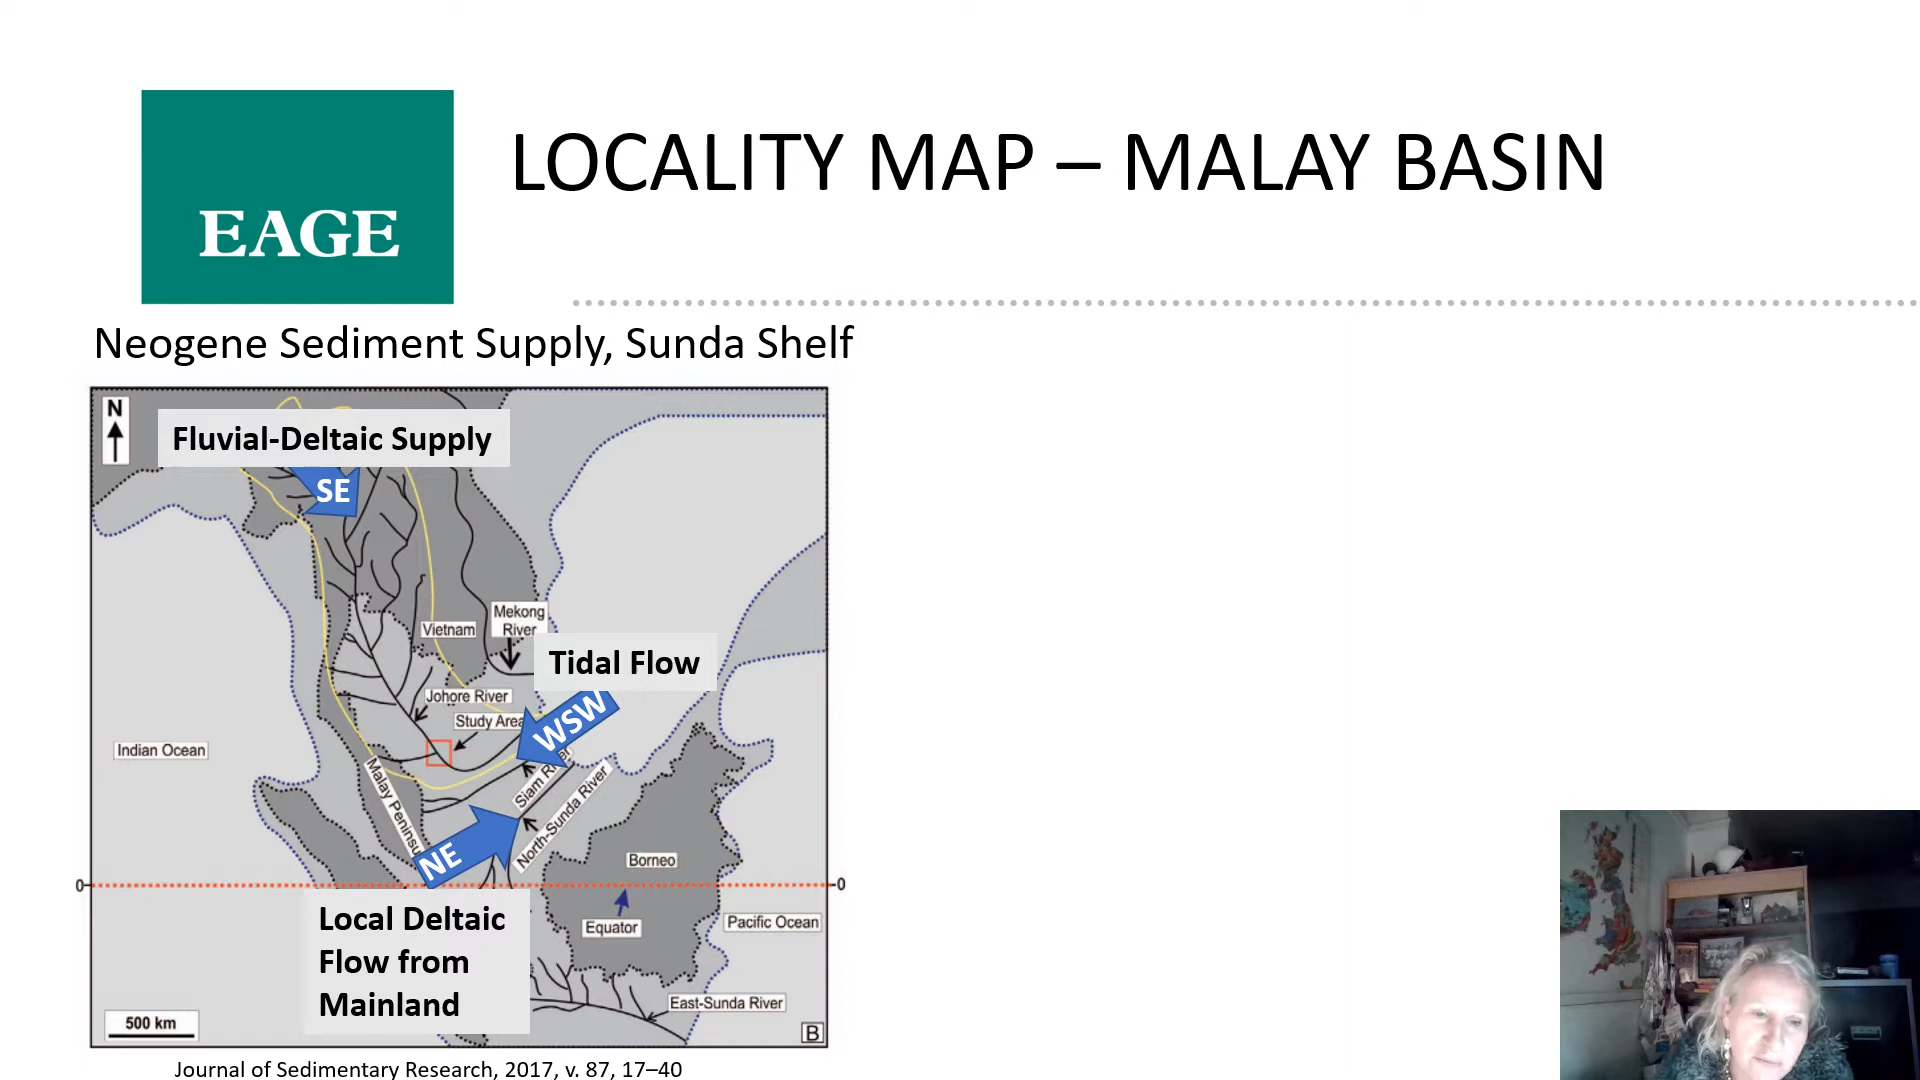 EAGE
LOCALITY MAP – MALAY BASIN
Neogene Sediment Supply, Sunda Shelf
N
Fluvial-Deltaic Supply
SE
Mekong
River
Vietnam
Tidal Flow
Johore River
Study Area
WSW
Indian Ocean
Siam River
Malay Peninsu
North-Sunda River
NE
Borneo
0
0
Local Deltaic
Flow from
Mainland
Equator
Pacific Ocean
East-Sunda River
500 km
B
Journal of Sedimentary Research, 2017, v. 87, 17–40